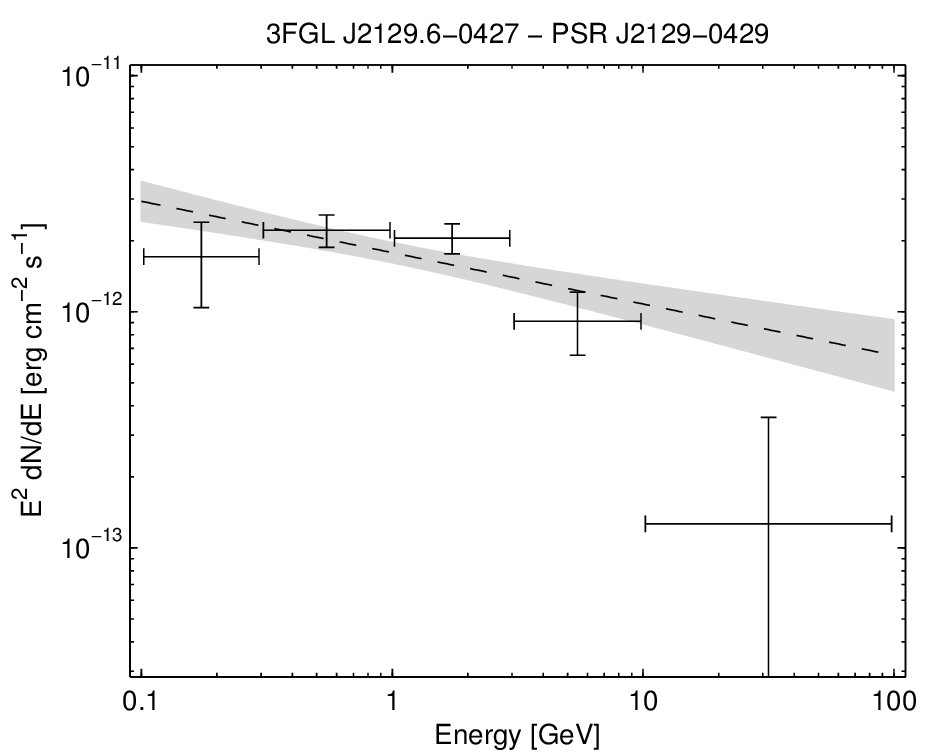 3FGL J2129.6−0427 − PSR J2129−0429
10⁻¹¹
10⁻¹²
10⁻¹³
E² dN/dE [erg cm⁻² s⁻¹]
0.1 1 10 100
Energy [GeV]